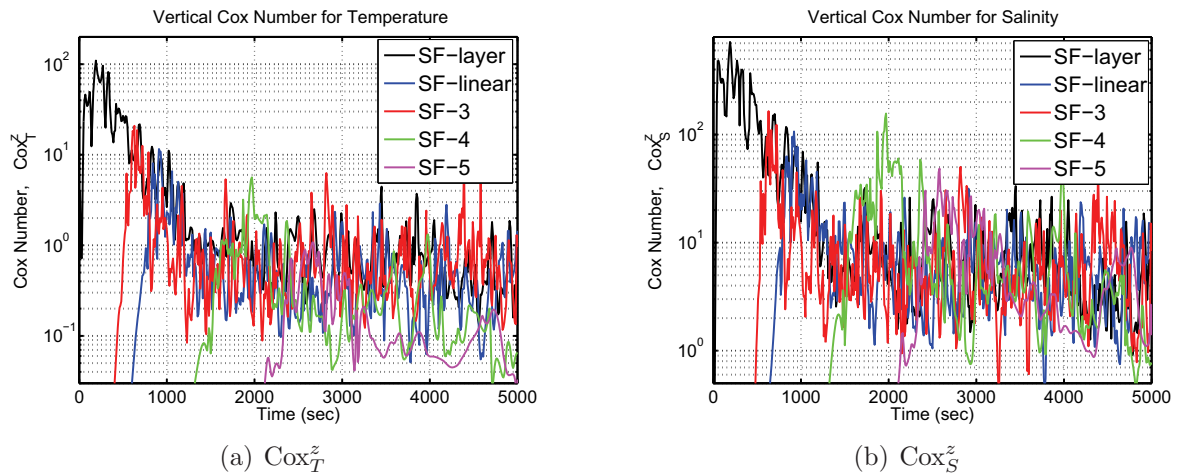 Vertical Cox Number for Temperature
Cox Number, Cox^z_T
10^2
10^1
10^0
10^−1
0 1000 2000 3000 4000 5000
Time (sec)
SF−layer
SF−linear
SF−3
SF−4
SF−5
(a) Cox^z_T
Vertical Cox Number for Salinity
Cox Number, Cox^z_S
10^2
10^1
10^0
0 1000 2000 3000 4000 5000
Time (sec)
SF−layer
SF−linear
SF−3
SF−4
SF−5
(b) Cox^z_S